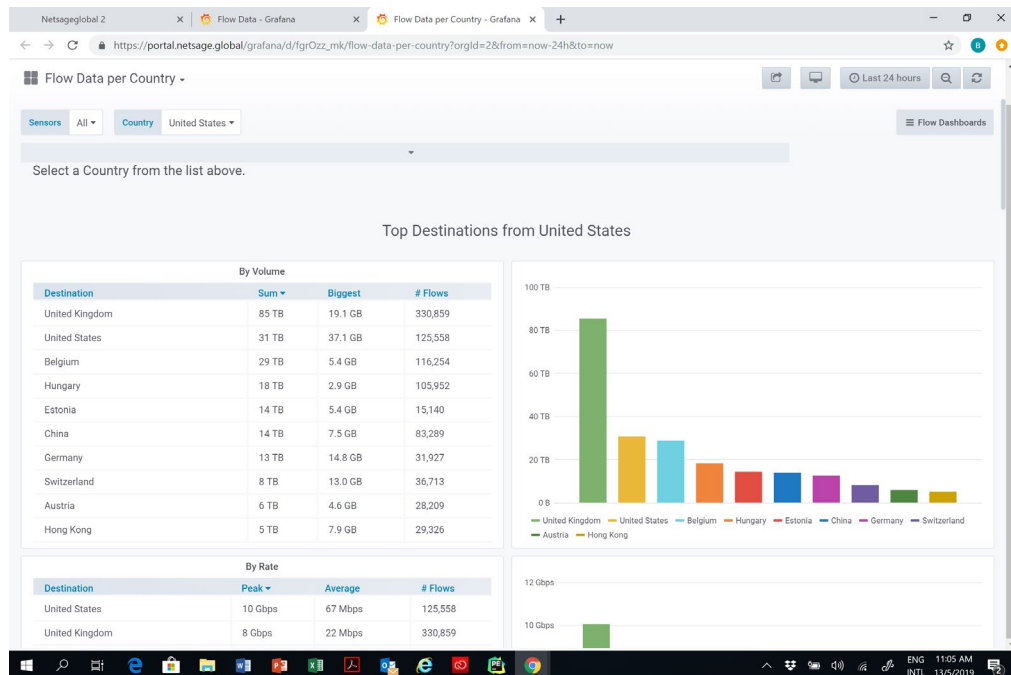 Netsageglobal 2 × Flow Data - Grafana × Flow Data per Country - Grafana × +
https://portal.netsage.global/grafana/d/fgrOzz_mk/flow-data-per-country?orgId=2&from=now-24h&to=now B
Flow Data per Country Last 24 hours
Sensors All Country United States Flow Dashboards
Select a Country from the list above.
Top Destinations from United States
By Volume
Destination Sum Biggest # Flows
United Kingdom 85 TB 19.1 GB 330,859
United States 31 TB 37.1 GB 125,558
Belgium 29 TB 5.4 GB 116,254
Hungary 18 TB 2.9 GB 105,952
Estonia 14 TB 5.4 GB 15,140
China 14 TB 7.5 GB 83,289
Germany 13 TB 14.8 GB 31,927
Switzerland 8 TB 13.0 GB 36,713
Austria 6 TB 4.6 GB 28,209
Hong Kong 5 TB 7.9 GB 29,326
100 TB
80 TB
60 TB
40 TB
20 TB
0 B
United Kingdom United States Belgium Hungary Estonia China Germany Switzerland
Austria Hong Kong
By Rate
Destination Peak Average # Flows
United States 10 Gbps 67 Mbps 125,558
United Kingdom 8 Gbps 22 Mbps 330,859
12 Gbps
10 Gbps
ENG 11:05 AM
INTL 13/5/2019